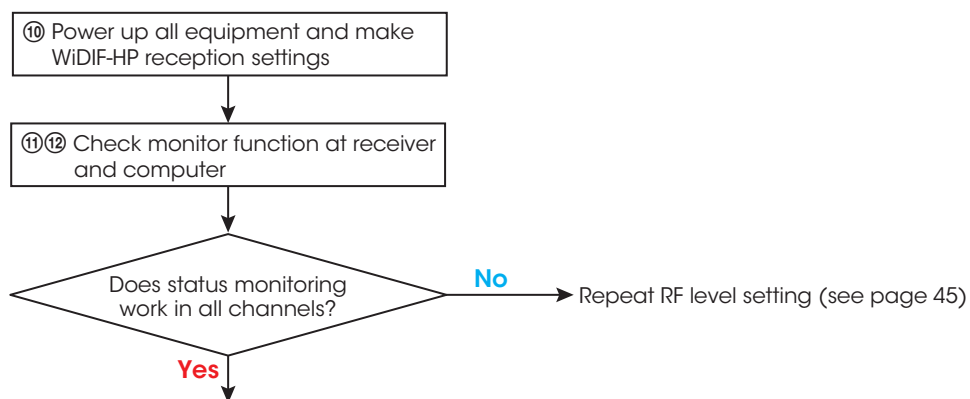 ⑩ Power up all equipment and make
WiDIF-HP reception settings
⑪⑫ Check monitor function at receiver
and computer
Does status monitoring
work in all channels?
No
Repeat RF level setting (see page 45)
Yes